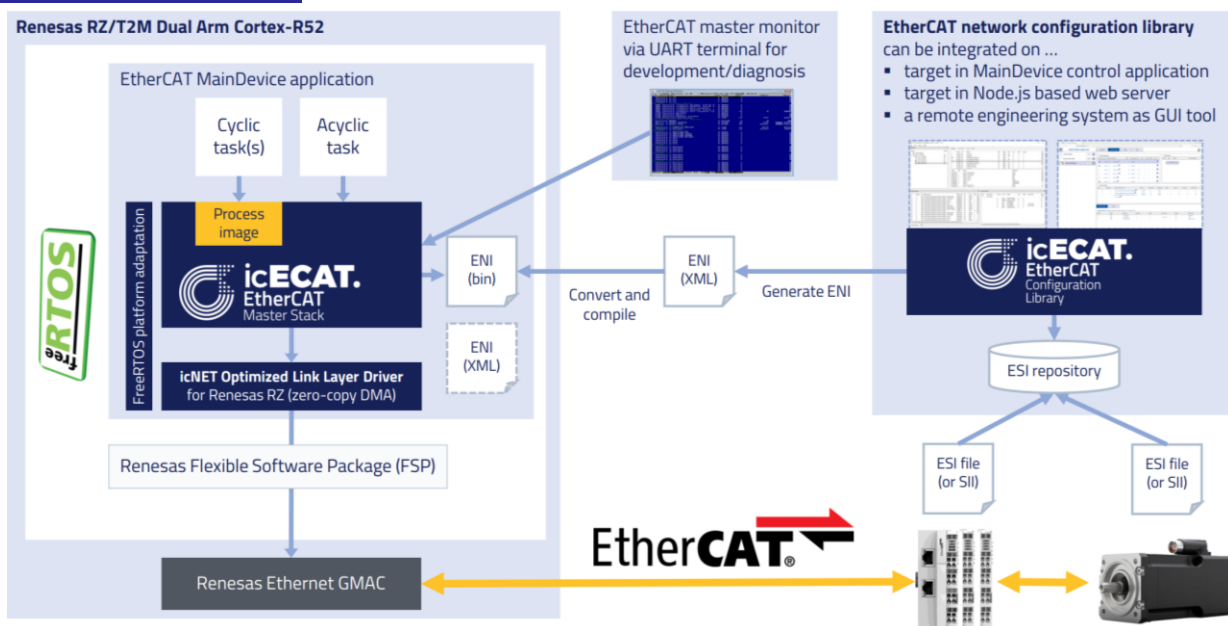 Renesas RZ/T2M Dual Arm Cortex-R52
EtherCAT MainDevice application
Cyclic
task(s)
Acyclic
task
Process
image
icECAT.
EtherCAT
Master Stack
FreeRTOS platform adaptation
free
RTOS
icNET Optimized Link Layer Driver
for Renesas RZ (zero-copy DMA)
Renesas Flexible Software Package (FSP)
Renesas Ethernet GMAC
ENI
(bin)
ENI
(XML)
EtherCAT master monitor
via UART terminal for
development/diagnosis
Convert and
compile
ENI
(XML)
Generate ENI
EtherCAT network configuration library
can be integrated on ...
▪ target in MainDevice control application
▪ target in Node.js based web server
▪ a remote engineering system as GUI tool
icECAT.
EtherCAT
Configuration
Library
ESI repository
ESI file
(or SII)
ESI file
(or SII)
EtherCAT®